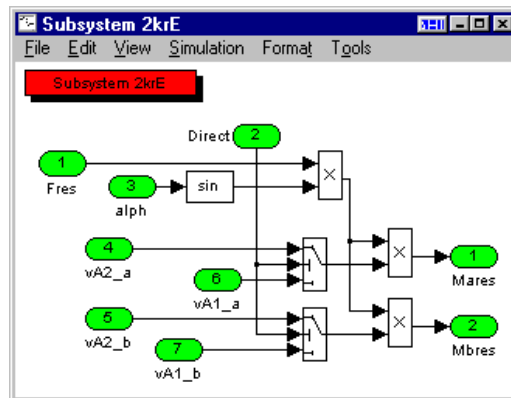 Subsystem 2krE
File Edit View Simulation Format Tools
Subsystem 2krE
Direct 2
1
Fres
3
alph
sin
×
4
vA2_a
6
vA1_a
×
1
Mares
5
vA2_b
7
vA1_b
×
2
Mbres